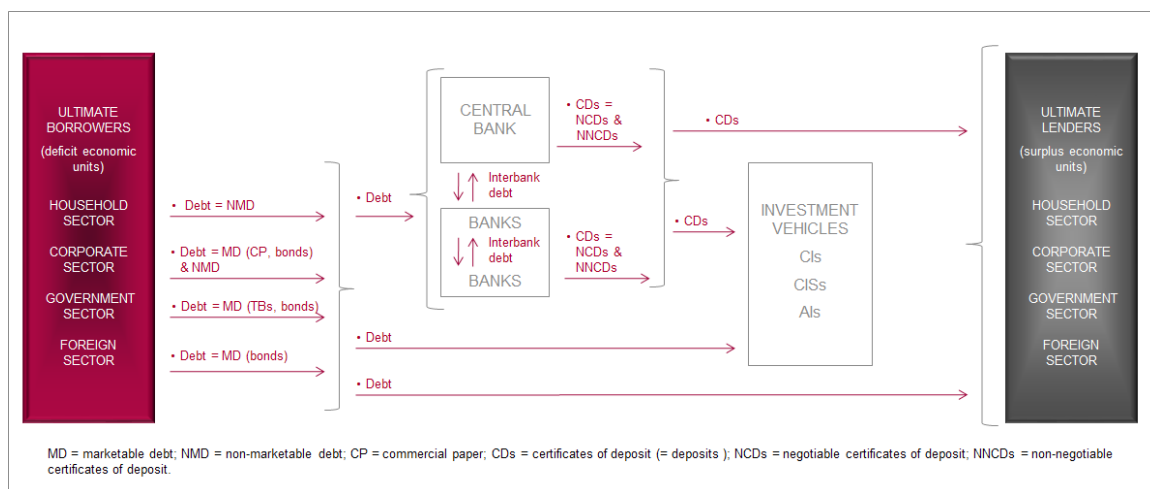 ULTIMATE
BORROWERS
(deficit economic
units)
HOUSEHOLD
SECTOR
CORPORATE
SECTOR
GOVERNMENT
SECTOR
FOREIGN
SECTOR
• Debt = NMD
• Debt = MD (CP, bonds)
& NMD
• Debt = MD (TBs, bonds)
• Debt = MD (bonds)
• Debt
CENTRAL
BANK
Interbank
debt
BANKS
Interbank
debt
BANKS
• CDs =
NCDs &
NNCDs
• CDs =
NCDs &
NNCDs
• CDs
• CDs
INVESTMENT
VEHICLES
CIs
CISs
AIs
• Debt
• Debt
ULTIMATE
LENDERS
(surplus economic
units)
HOUSEHOLD
SECTOR
CORPORATE
SECTOR
GOVERNMENT
SECTOR
FOREIGN
SECTOR
MD = marketable debt; NMD = non-marketable debt; CP = commercial paper; CDs = certificates of deposit (= deposits ); NCDs = negotiable certificates of deposit; NNCDs = non-negotiable
certificates of deposit.